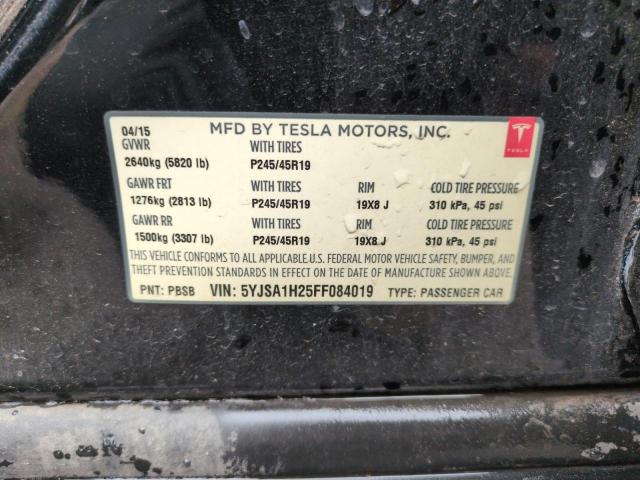 04/15 MFD BY TESLA MOTORS, INC.
GVWR WITH TIRES
TESLA
2640kg (5820 lb) P245/45R19
GAWR FRT WITH TIRES RIM COLD TIRE PRESSURE
1276kg (2813 lb) P245/45R19 19X8 J 310 kPa, 45 psi
GAWR RR WITH TIRES RIM COLD TIRE PRESSURE
1500kg (3307 lb) P245/45R19 19X8 J 310 kPa, 45 psi
THIS VEHICLE CONFORMS TO ALL APPLICABLE U.S. FEDERAL MOTOR VEHICLE SAFETY, BUMPER, AND
THEFT PREVENTION STANDARDS IN EFFECT ON THE DATE OF MANUFACTURE SHOWN ABOVE.
PNT: PBSB VIN: 5YJSA1H25FF084019 TYPE: PASSENGER CAR